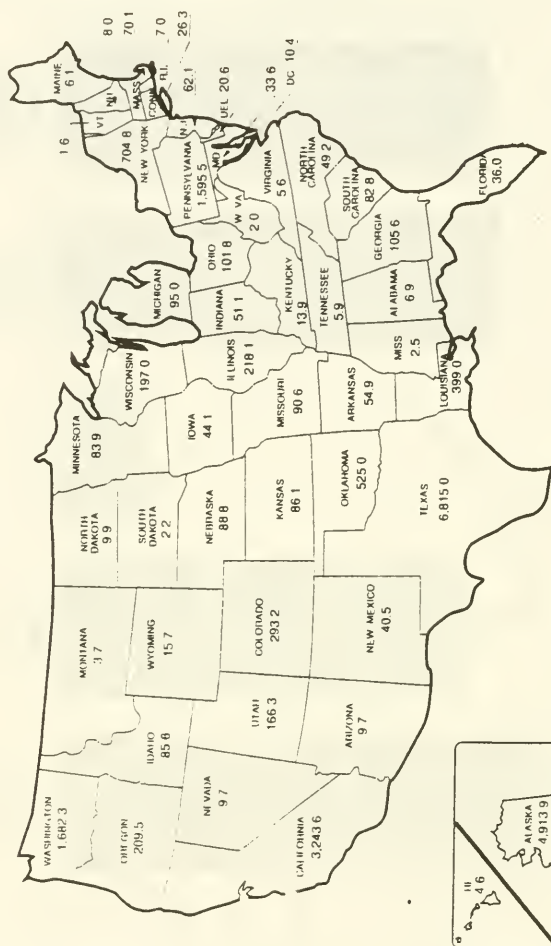 WASHINGTON
1,682 3
OREGON
209.5
CALIFORNIA
3,243 6
NEVADA
9 7
IDAHO
85 8
MONTANA
3 7
WYOMING
15 7
UTAH
166.3
COLORADO
293.2
ARIZONA
9 7
NEW MEXICO
40.5
NORTH
DAKOTA
9 9
SOUTH
DAKOTA
2 2
NEBRASKA
88 8
KANSAS
86 1
OKLAHOMA
525 0
TEXAS
6,815 0
MINNESOTA
83 9
IOWA
44 1
MISSOURI
90 6
ARKANSAS
54 9
LOUISIANA
399.0
WISCONSIN
197 0
ILLINOIS
218 1
MICHIGAN
95 0
INDIANA
51 1
OHIO
101 8
KENTUCKY
13 9
TENNESSEE
5.9
MISS
2 5
ALABAMA
6 9
GEORGIA
105 6
FLORIDA
36.0
SOUTH
CAROLINA
82 8
NORTH
CAROLINA
49.2
VIRGINIA
5 6
W VA
2 0
PENNSYLVANIA
1,595 5
NEW YORK
704 8
VT
1 6
NH
8 0
MAINE
6 1
MASS
70 1
R.I.
7 0
CONN
26.3
N.J
62.1
DEL 20 6
MD
33 6
DC 10 4
HI
4 6
ALASKA
4,913 9